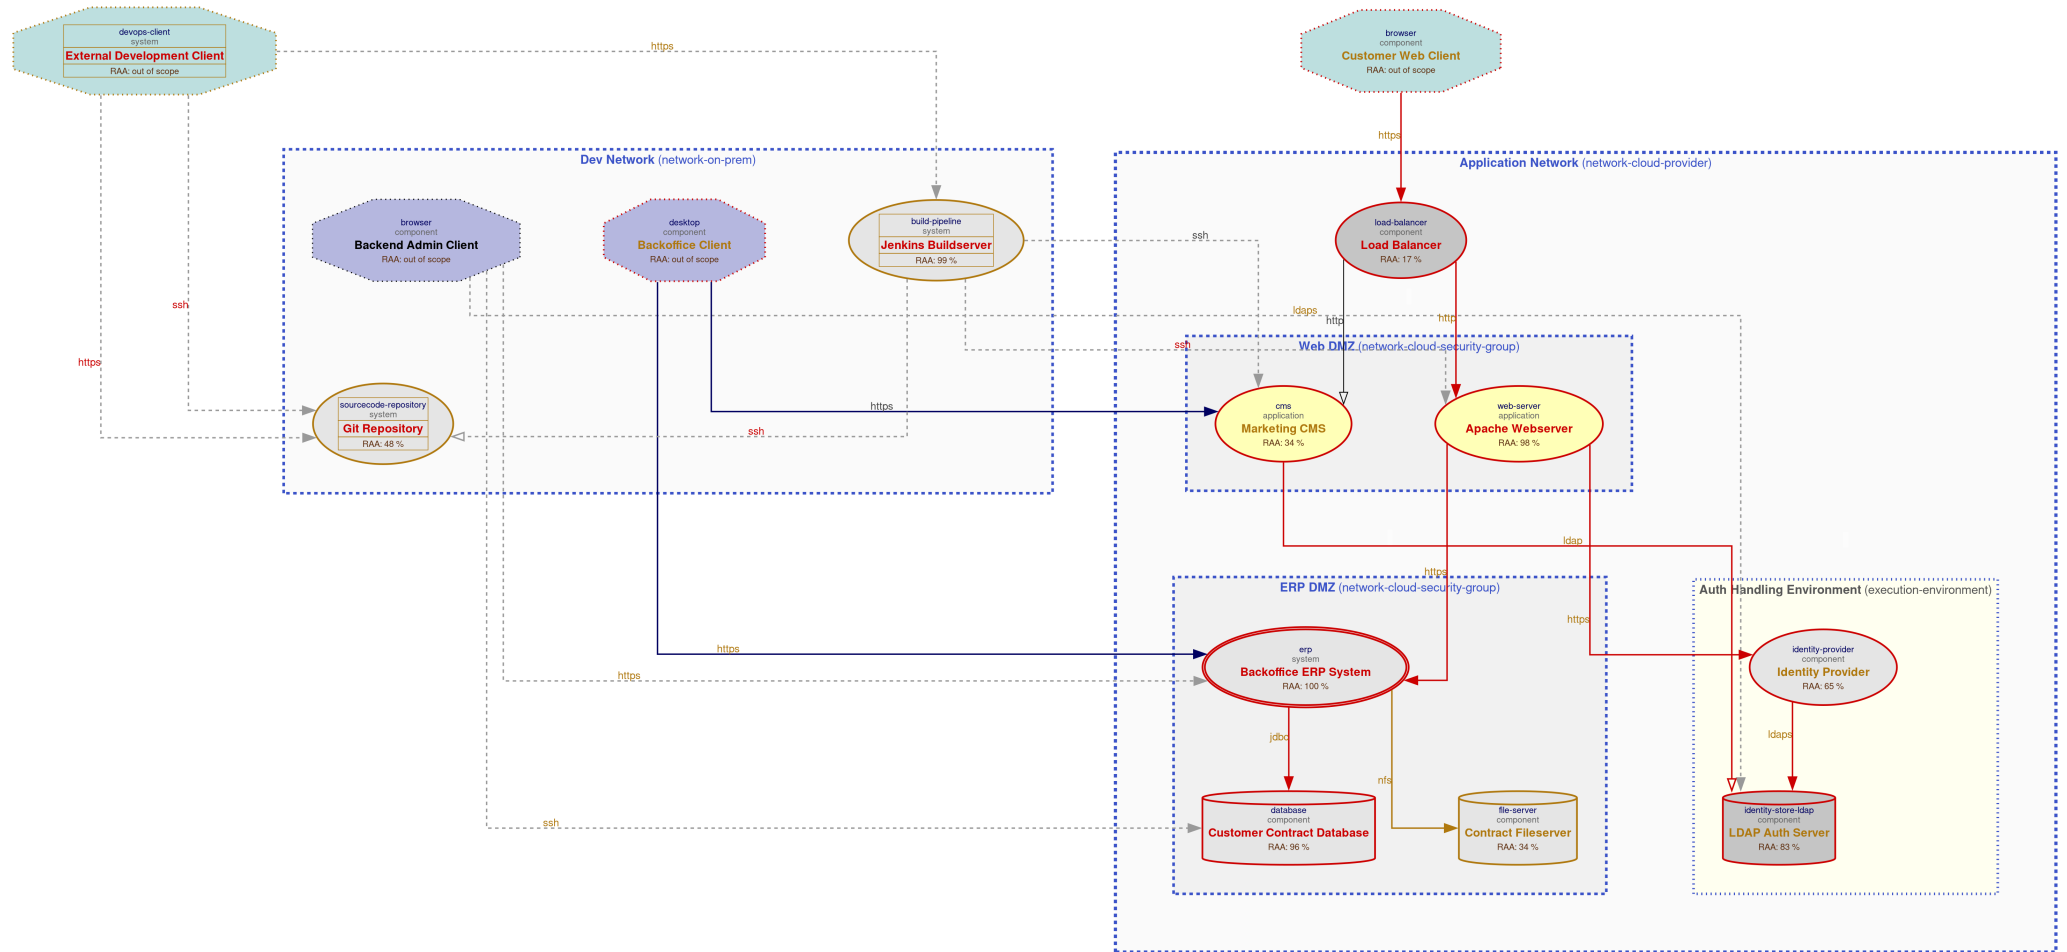 devops-client
system
External Development Client
RAA: out of scope
https
browser
component
Customer Web Client
RAA: out of scope
https
Dev Network (network-on-prem)
Application Network (network-cloud-provider)
browser
component
Backend Admin Client
RAA: out of scope
desktop
component
Backoffice Client
RAA: out of scope
build-pipeline
system
Jenkins Buildserver
RAA: 99 %
ssh
load-balancer
component
Load Balancer
RAA: 17 %
ssh
ldaps
http
http
ssh
Web DMZ (network-cloud-security-group)
https
https
ssh
sourcecode-repository
system
Git Repository
RAA: 48 %
cms
application
Marketing CMS
RAA: 34 %
web-server
application
Apache Webserver
RAA: 98 %
ldap
https
ERP DMZ (network-cloud-security-group)
Auth Handling Environment (execution-environment)
https
https
https
erp
system
Backoffice ERP System
RAA: 100 %
identity-provider
component
Identity Provider
RAA: 65 %
jdbc
ldaps
nfs
ssh
database
component
Customer Contract Database
RAA: 96 %
file-server
component
Contract Fileserver
RAA: 34 %
identity-store-ldap
component
LDAP Auth Server
RAA: 83 %